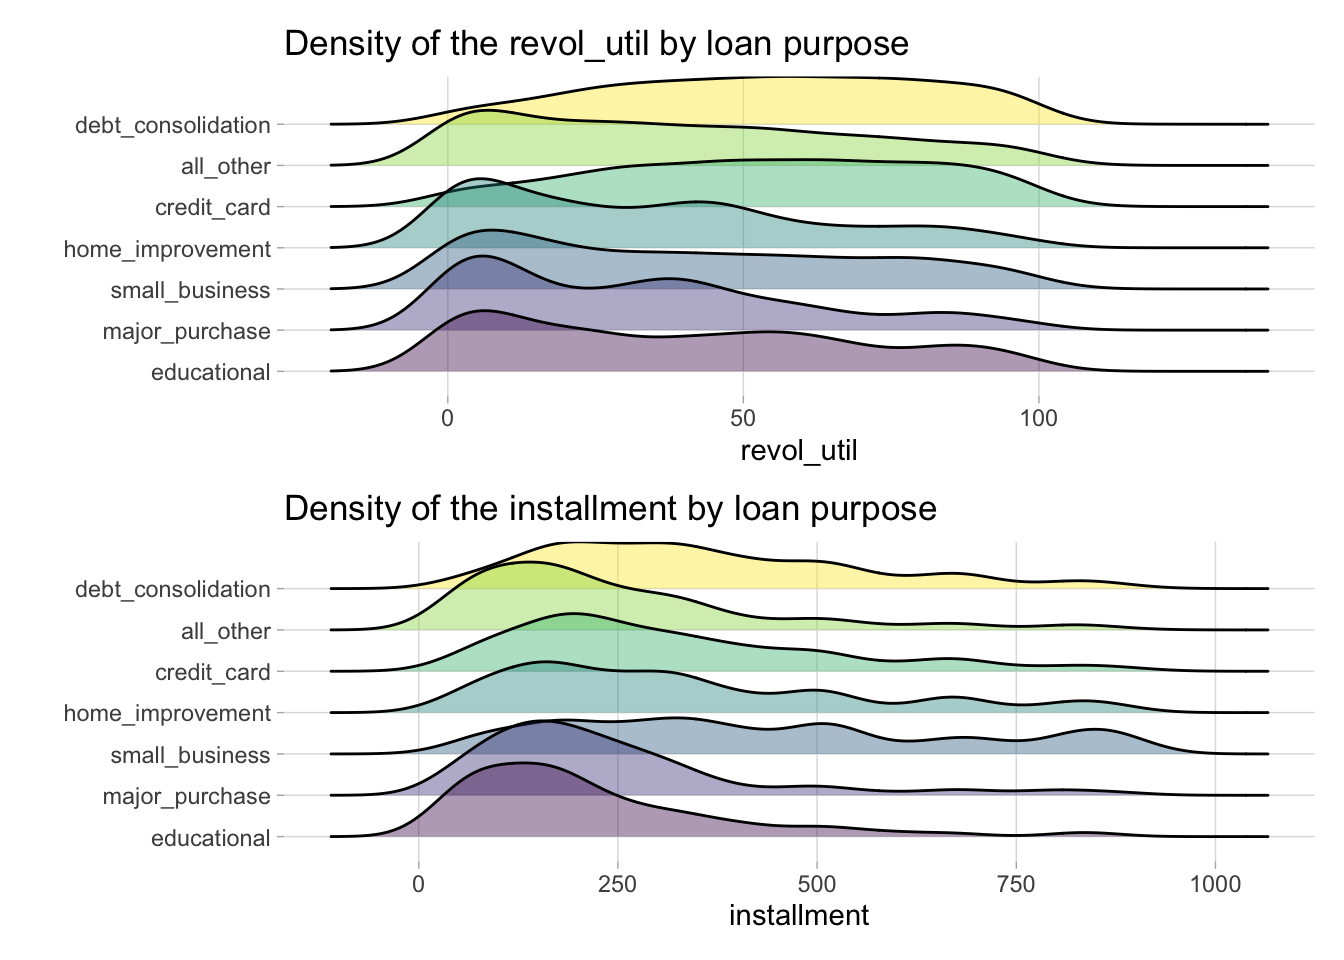 Density of the revol_util by loan purpose
debt_consolidation
all_other
credit_card
home_improvement
small_business
major_purchase
educational
0 50 100
revol_util
Density of the installment by loan purpose
debt_consolidation
all_other
credit_card
home_improvement
small_business
major_purchase
educational
0 250 500 750 1000
installment